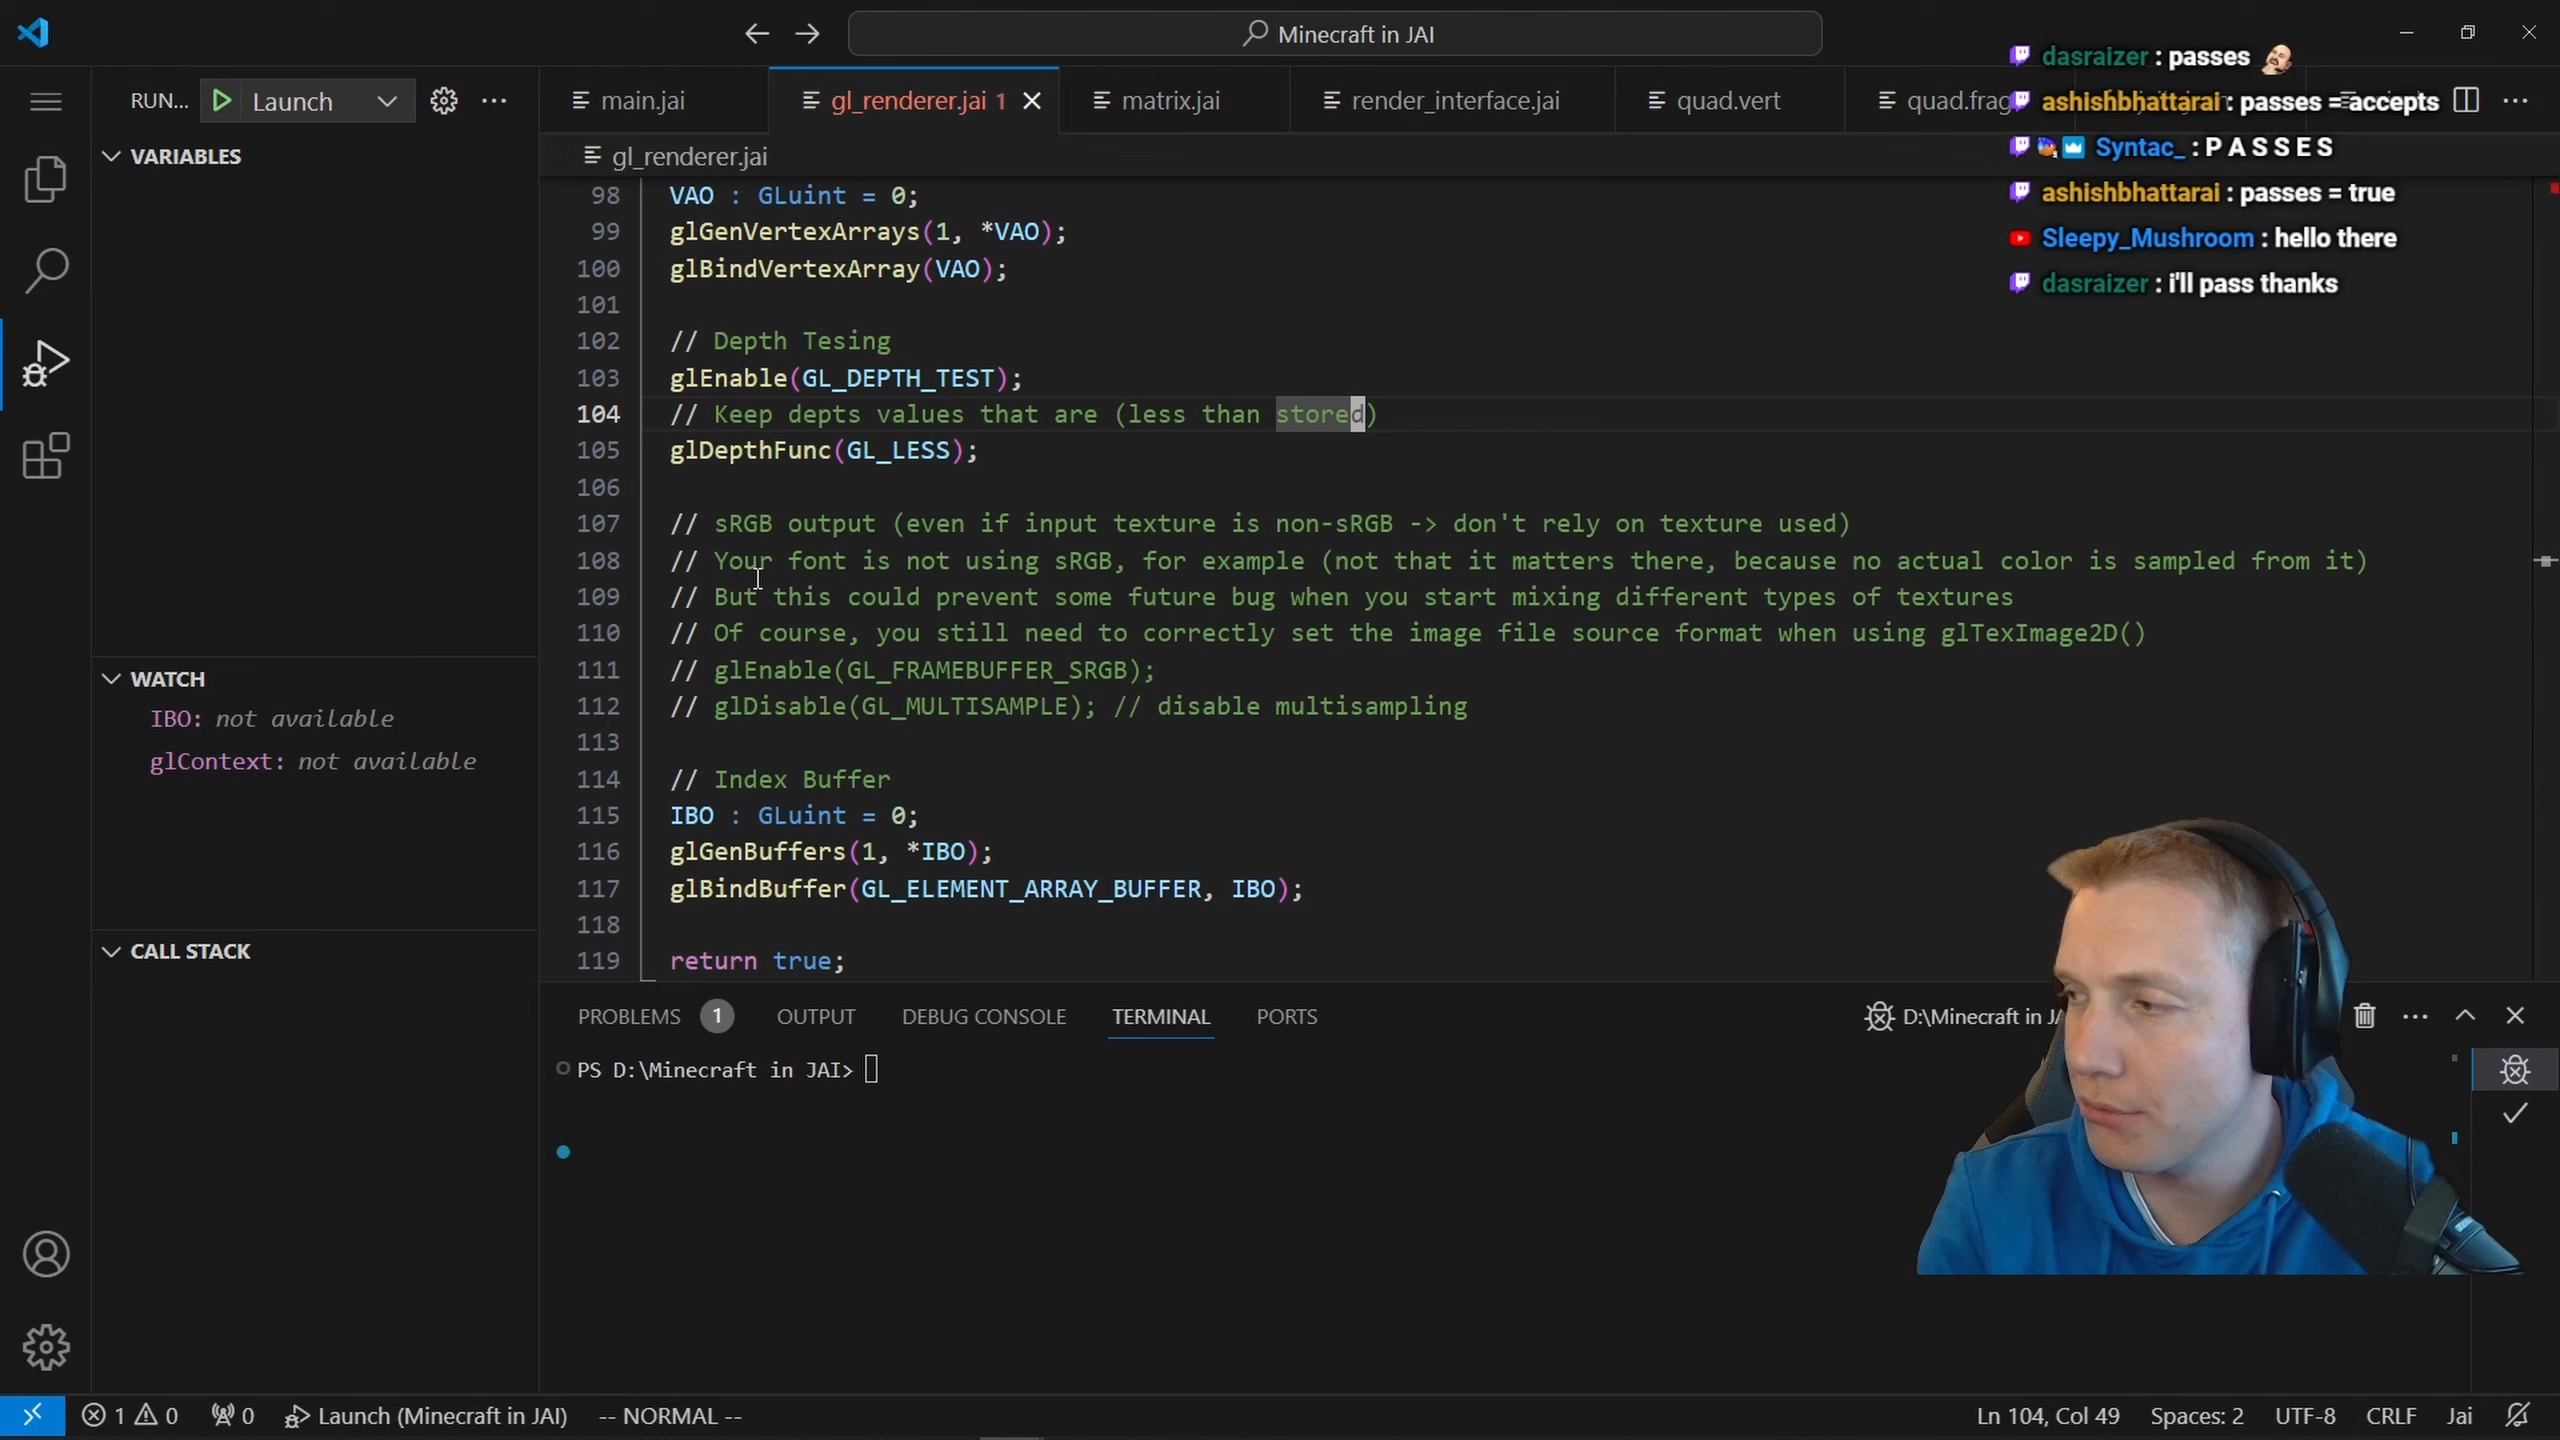 Minecraft in JAI
RUN... Launch
main.jai
gl_renderer.jai 1
matrix.jai
render_interface.jai
quad.vert
quad.frag
gl_renderer.jai
VARIABLES
WATCH
IBO: not available
glContext: not available
CALL STACK
98 VAO : GLuint = 0;
99 glGenVertexArrays(1, *VAO);
100 glBindVertexArray(VAO);
101
102 // Depth Tesing
103 glEnable(GL_DEPTH_TEST);
104 // Keep depts values that are (less than stored)
105 glDepthFunc(GL_LESS);
106
107 // sRGB output (even if input texture is non-sRGB -> don't rely on texture used)
108 // Your font is not using sRGB, for example (not that it matters there, because no actual color is sampled from it)
109 // But this could prevent some future bug when you start mixing different types of textures
110 // Of course, you still need to correctly set the image file source format when using glTexImage2D()
111 // glEnable(GL_FRAMEBUFFER_SRGB);
112 // glDisable(GL_MULTISAMPLE); // disable multisampling
113
114 // Index Buffer
115 IBO : GLuint = 0;
116 glGenBuffers(1, *IBO);
117 glBindBuffer(GL_ELEMENT_ARRAY_BUFFER, IBO);
118
119 return true;
dasraizer : passes
ashishbhattarai : passes = accepts
Syntac_ : P A S S E S
ashishbhattarai : passes = true
Sleepy_Mushroom : hello there
dasraizer : i'll pass thanks
PROBLEMS 1 OUTPUT DEBUG CONSOLE TERMINAL PORTS
D:\Minecraft in JA
PS D:\Minecraft in JAI>
1 0 0 Launch (Minecraft in JAI) -- NORMAL --
Ln 104, Col 49 Spaces: 2 UTF-8 CRLF Jai